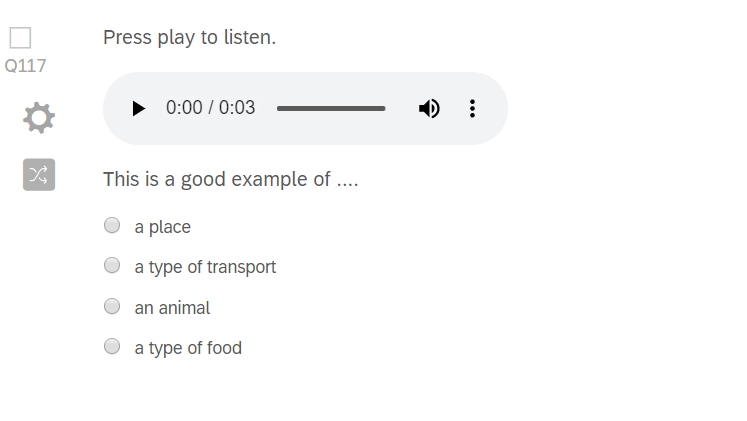 Press play to listen.
Q117
0:00 / 0:03
This is a good example of ....
a place
a type of transport
an animal
a type of food